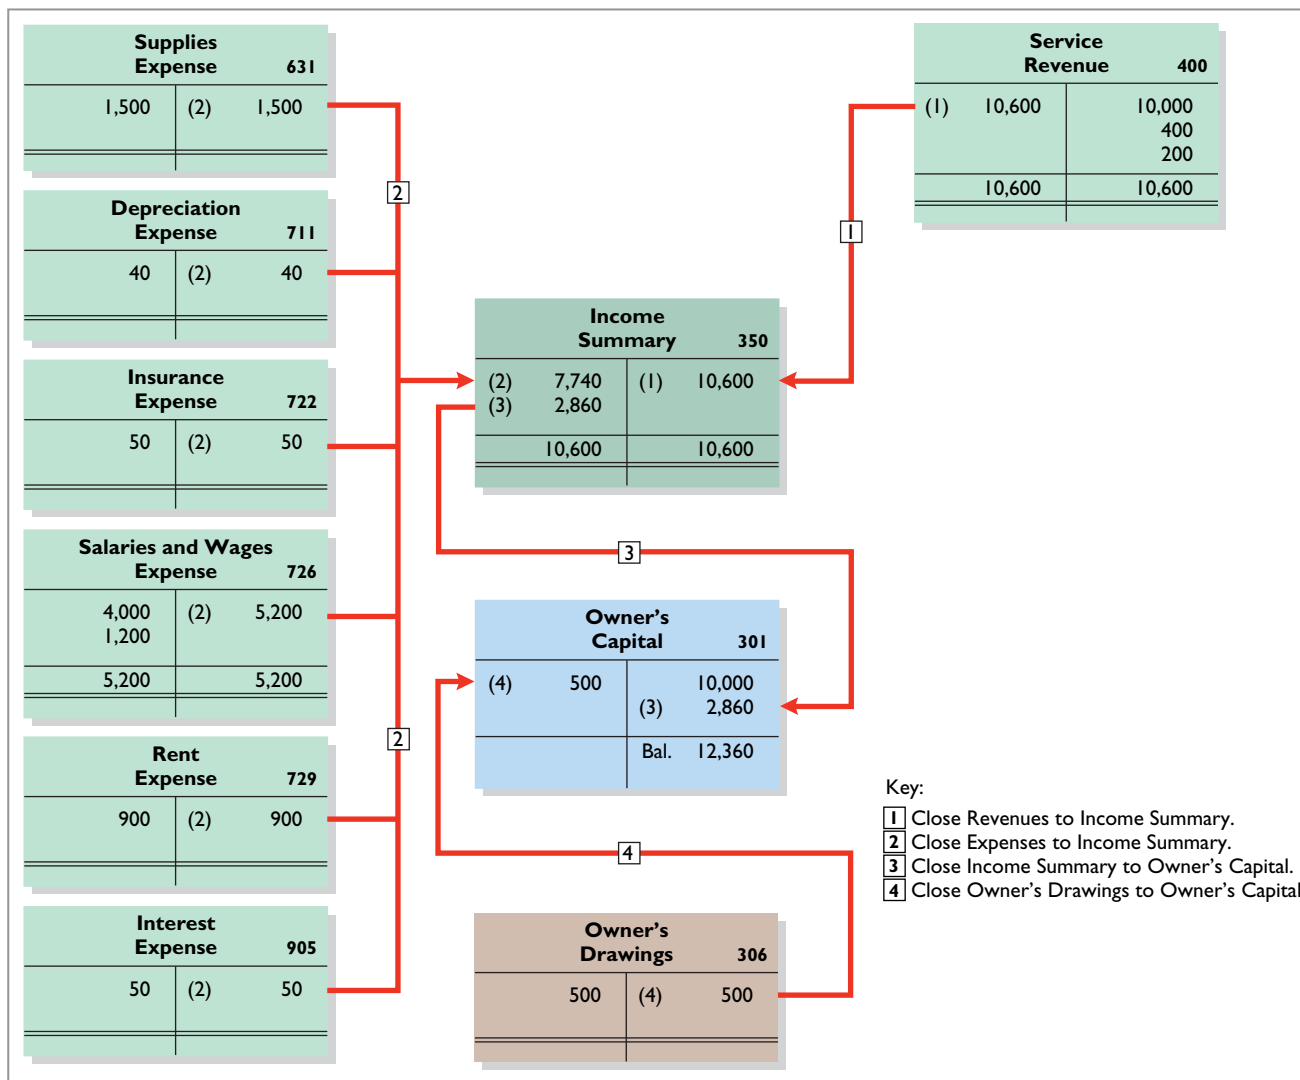 Supplies
Expense 631
1,500 (2) 1,500
Depreciation
Expense 711
40 (2) 40
Insurance
Expense 722
50 (2) 50
Salaries and Wages
Expense 726
4,000 (2) 5,200
1,200
5,200 5,200
Rent
Expense 729
900 (2) 900
Interest
Expense 905
50 (2) 50
2
2
Income
Summary 350
(2) 7,740 (1) 10,600
(3) 2,860
10,600 10,600
3
Owner's
Capital 301
(4) 500 10,000
(3) 2,860
Bal. 12,360
4
Owner's
Drawings 306
500 (4) 500
Service
Revenue 400
(1) 10,600 10,000
400
200
10,600 10,600
1
Key:
1 Close Revenues to Income Summary.
2 Close Expenses to Income Summary.
3 Close Income Summary to Owner's Capital.
4 Close Owner's Drawings to Owner's Capital